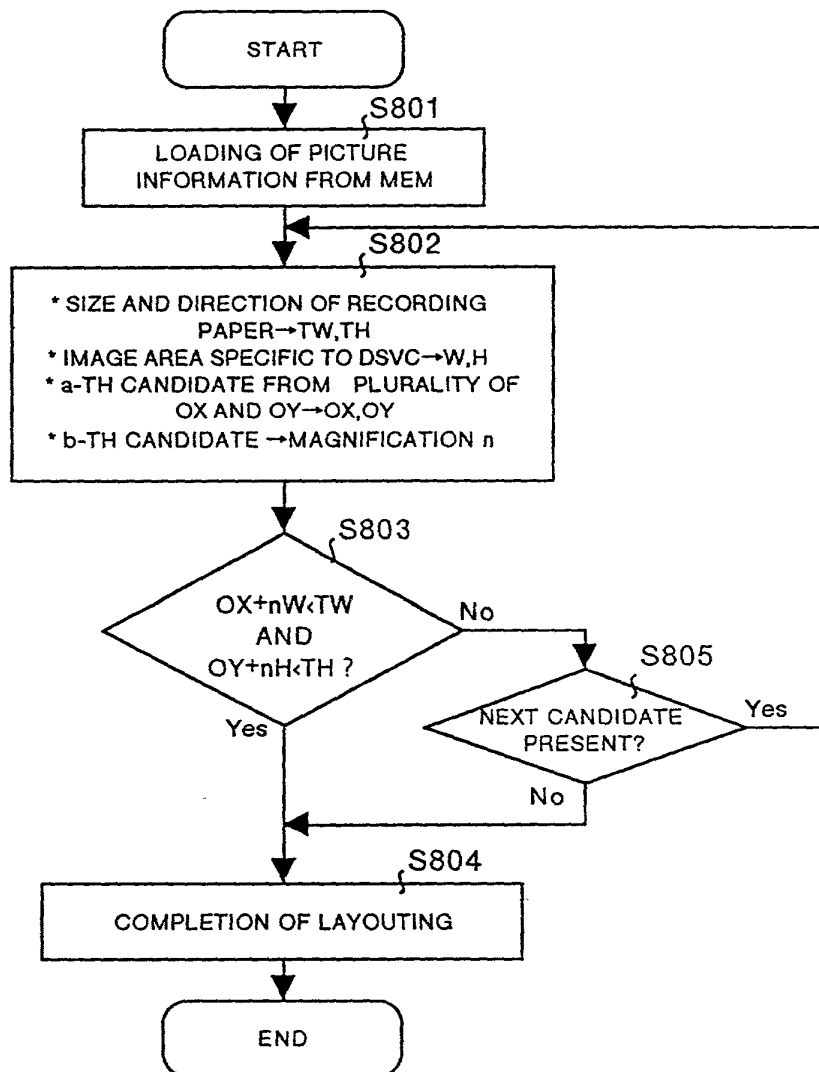 START
S801
LOADING OF PICTURE
INFORMATION FROM MEM
S802
* SIZE AND DIRECTION OF RECORDING
PAPER→TW,TH
* IMAGE AREA SPECIFIC TO DSVC→W,H
* a-TH CANDIDATE FROM PLURALITY OF
OX AND OY→OX,OY
* b-TH CANDIDATE →MAGNIFICATION n
S803
OX+nW<TW
AND
OY+nH<TH ?
No
Yes
S805
NEXT CANDIDATE
PRESENT?
Yes
No
S804
COMPLETION OF LAYOUTING
END